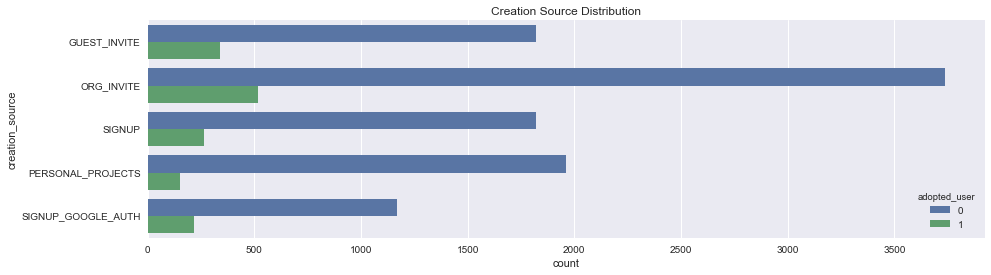 Creation Source Distribution
creation_source
GUEST_INVITE
ORG_INVITE
SIGNUP
PERSONAL_PROJECTS
SIGNUP_GOOGLE_AUTH
adopted_user
0
1
0 500 1000 1500 2000 2500 3000 3500
count